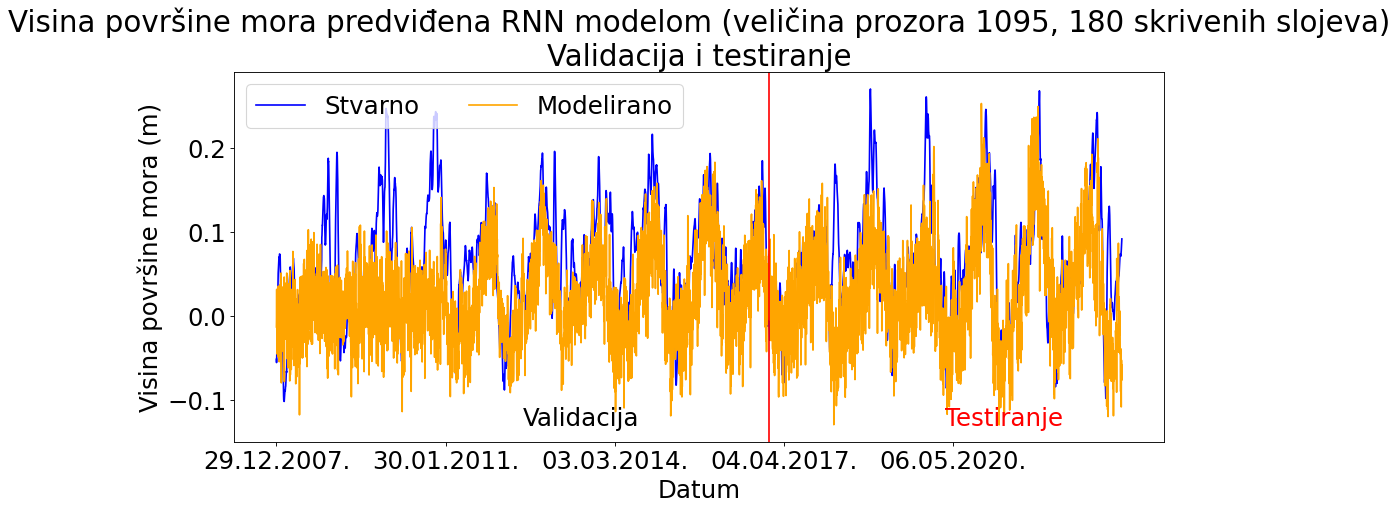 Visina površine mora predviđena RNN modelom (veličina prozora 1095, 180 skrivenih slojeva)
Validacija i testiranje
Stvarno Modelirano
Visina površine mora (m)
0.2
0.1
0.0
−0.1
Validacija Testiranje
29.12.2007. 30.01.2011. 03.03.2014. 04.04.2017. 06.05.2020.
Datum